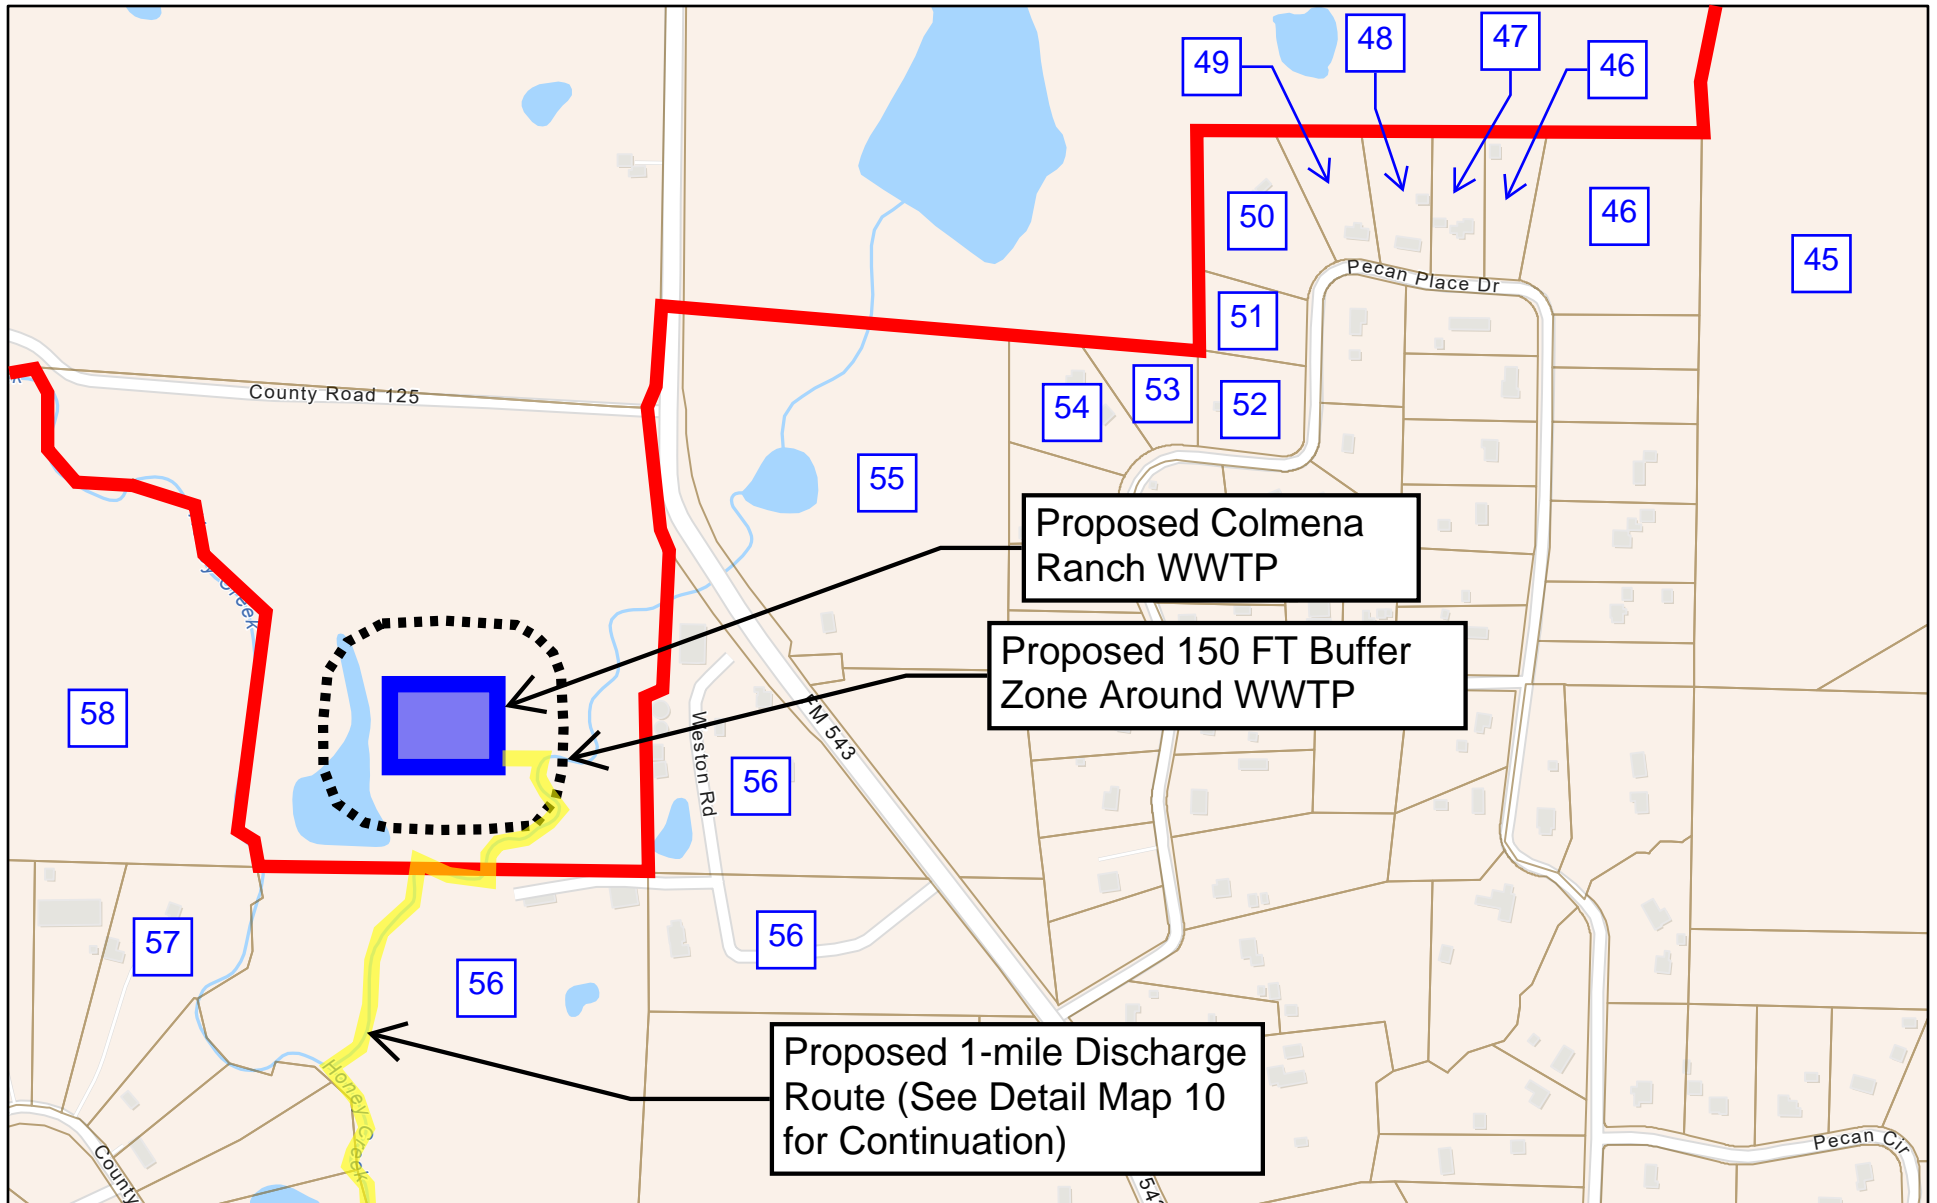 49
48
47
46
50
46
45
Pecan Place Dr
51
County Road 125
54
53
52
55
Proposed Colmena
Ranch WWTP
y Creek
Proposed 150 FT Buffer
Zone Around WWTP
58
Weston Rd
FM 543
56
57
56
56
Proposed 1-mile Discharge
Route (See Detail Map 10
for Continuation)
Honey Creek
County
Pecan Cir